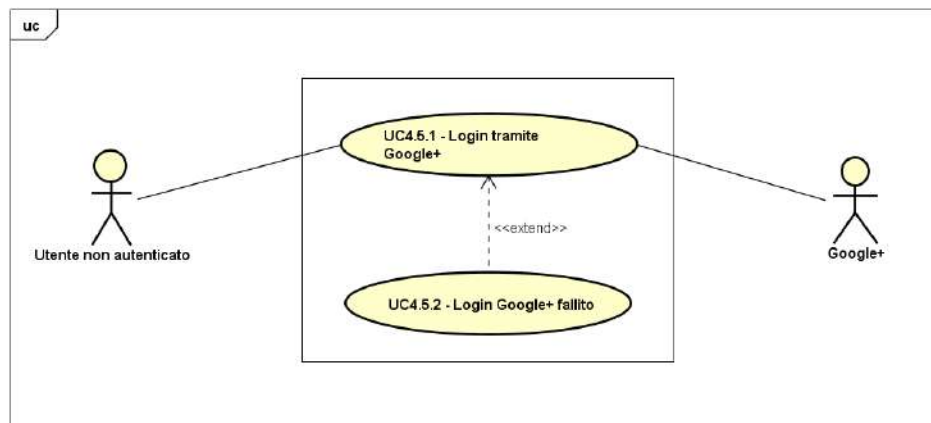 uc
UC4.5.1 - Login tramite
Google+
<<extend>>
Utente non autenticato
Google+
UC4.5.2 - Login Google+ fallito